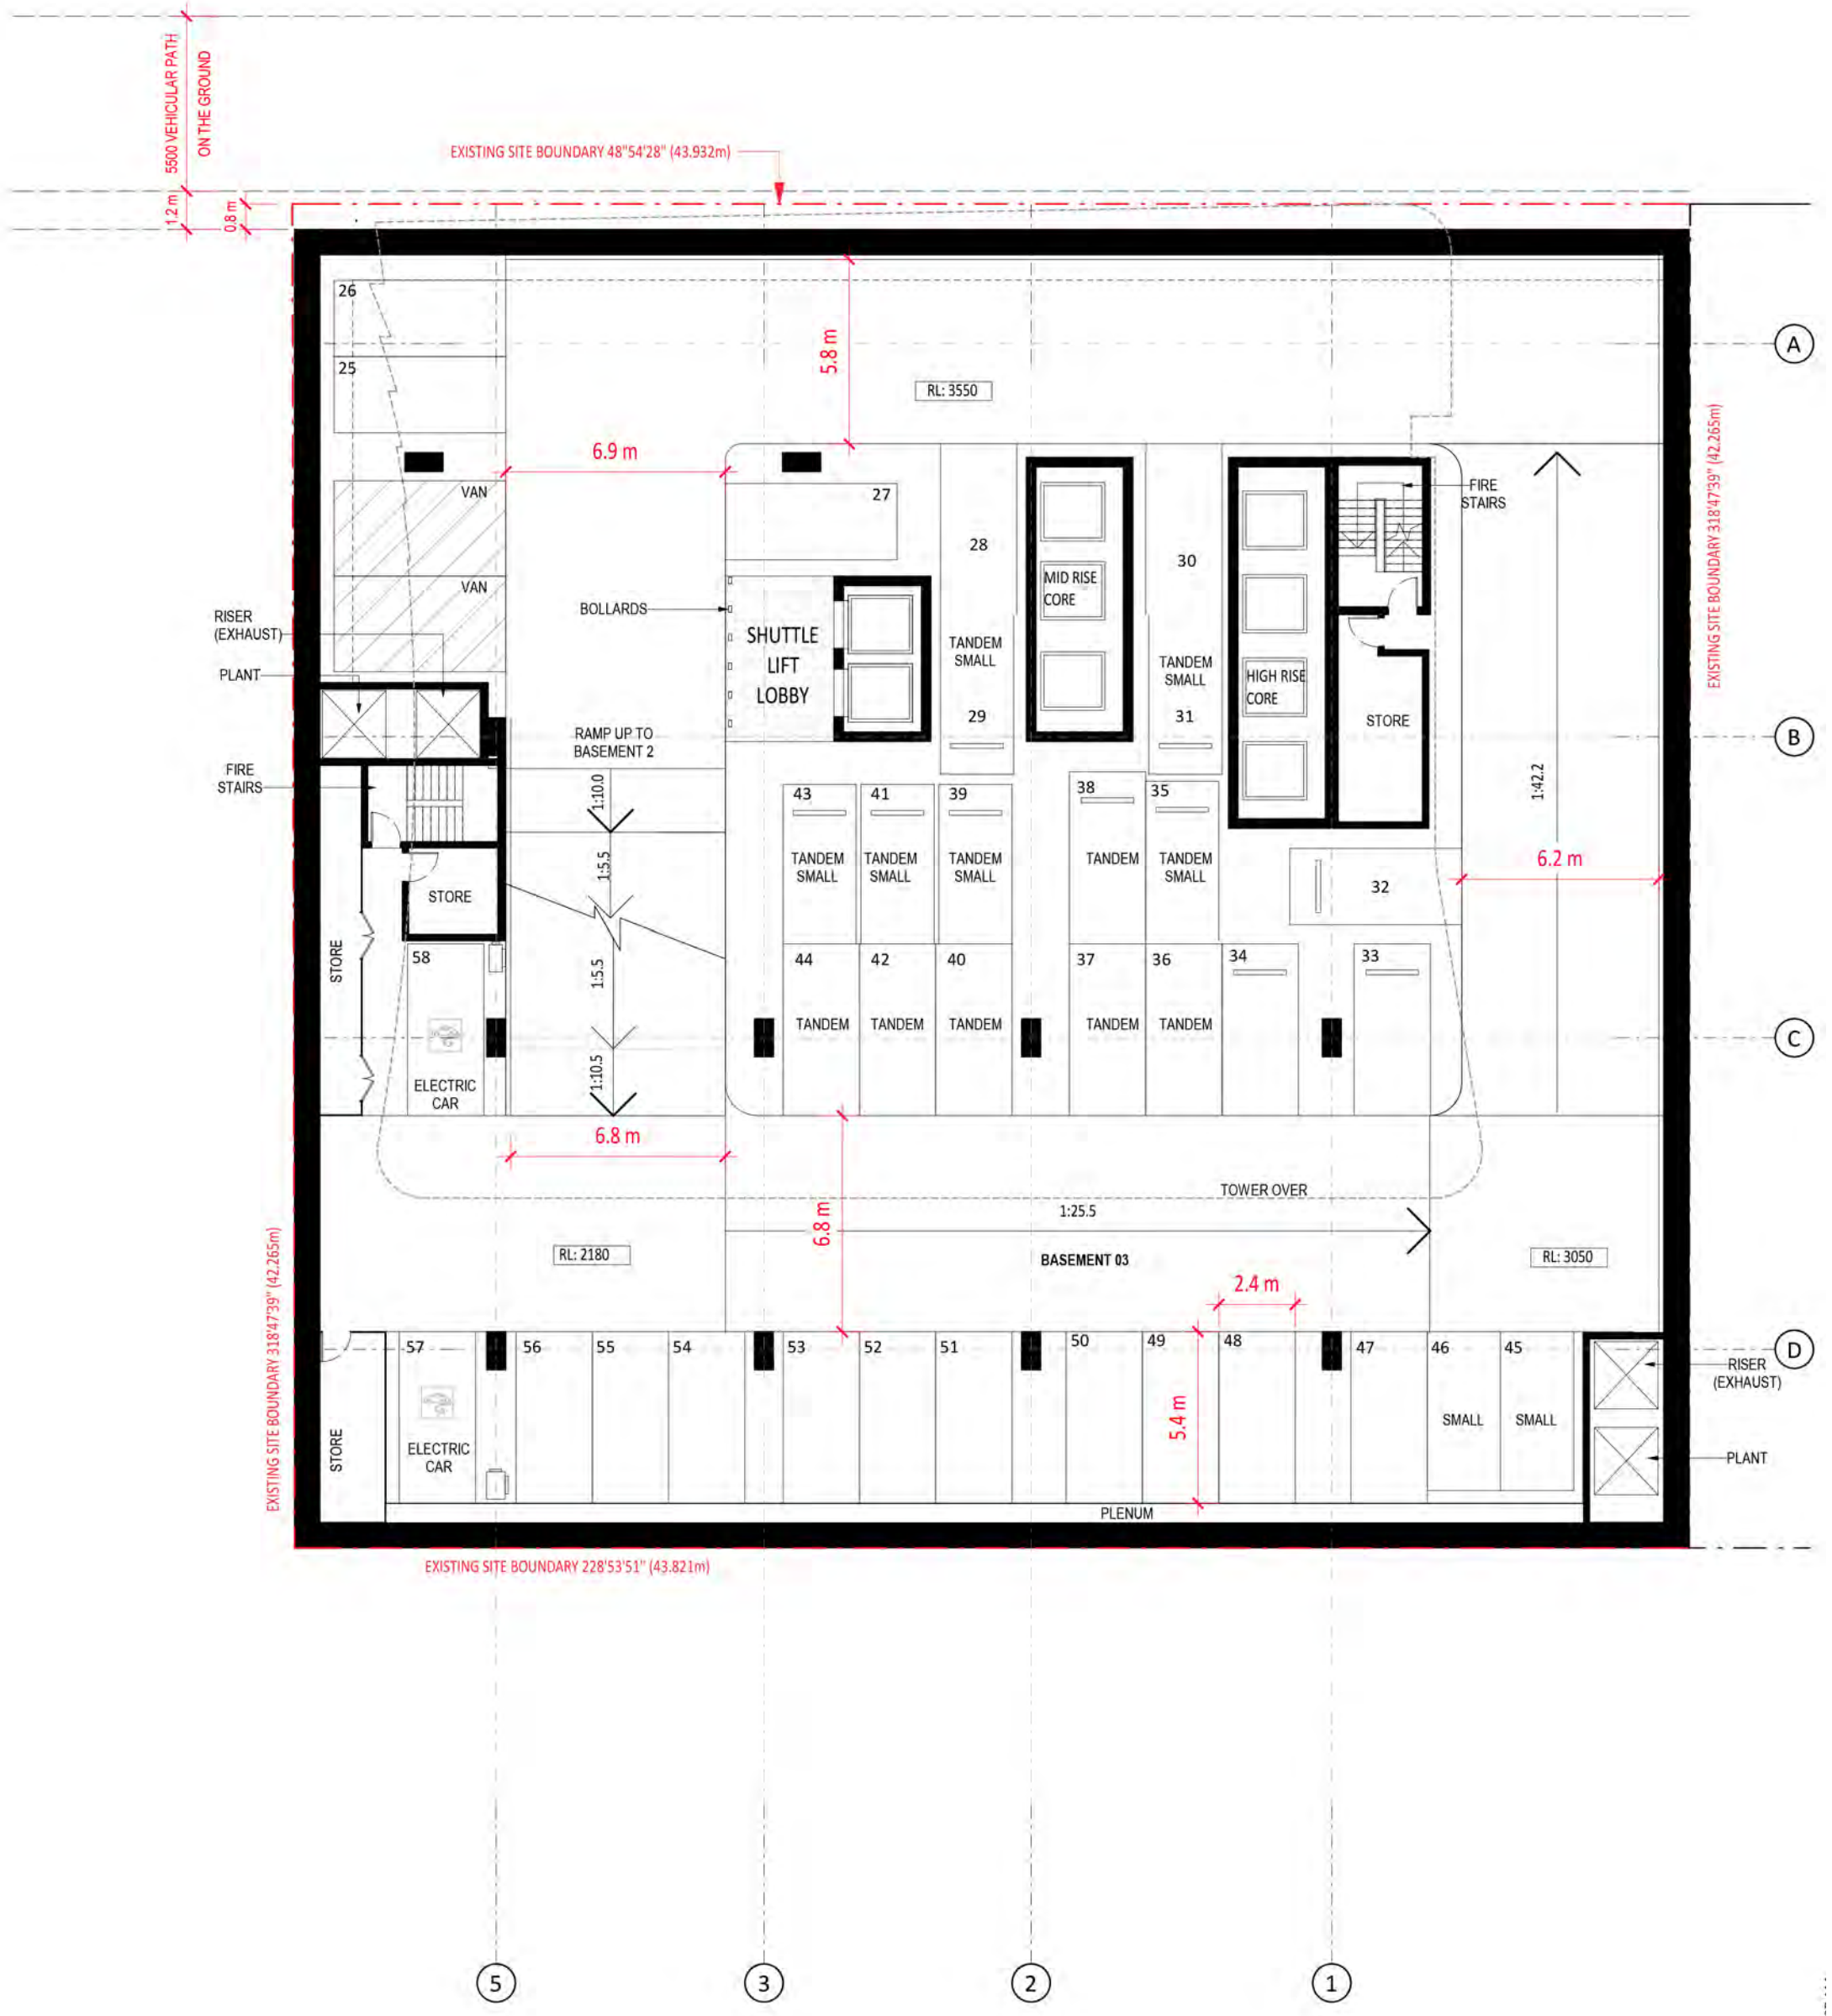 5500 VEHICULAR PATH
ON THE GROUND
EXISTING SITE BOUNDARY 48"54'28" (43.932m)
1.2 m
0.8 m
26
A
5.8 m
25
RL: 3550
6.9 m
EXISTING SITE BOUNDARY 318'47'39" (42.265m)
VAN
27
FIRE
STAIRS
28
30
MID RISE
CORE
VAN
BOLLARDS
RISER
(EXHAUST)
SHUTTLE
LIFT
LOBBY
TANDEM
SMALL
TANDEM
SMALL
PLANT
HIGH RISE
CORE
29
31
STORE
RAMP UP TO
BASEMENT 2
B
FIRE
STAIRS
1:10.0
43
41
39
38
35
1:42.2
1:5.5
TANDEM
SMALL
TANDEM
SMALL
TANDEM
SMALL
TANDEM
TANDEM
SMALL
6.2 m
32
STORE
STORE
58
1:5.5
44
42
40
37
36
34
33
TANDEM
TANDEM
TANDEM
TANDEM
TANDEM
C
1:10.5
ELECTRIC
CAR
6.8 m
TOWER OVER
1:25.5
6.8 m
RL: 2180
BASEMENT 03
RL: 3050
EXISTING SITE BOUNDARY 318'47'39" (42.265m)
2.4 m
57
56
55
54
53
52
51
50
49
48
47
46
45
D
RISER
(EXHAUST)
5.4 m
SMALL
SMALL
STORE
ELECTRIC
CAR
PLANT
PLENUM
EXISTING SITE BOUNDARY 228'53'51" (43.821m)
5
3
2
1